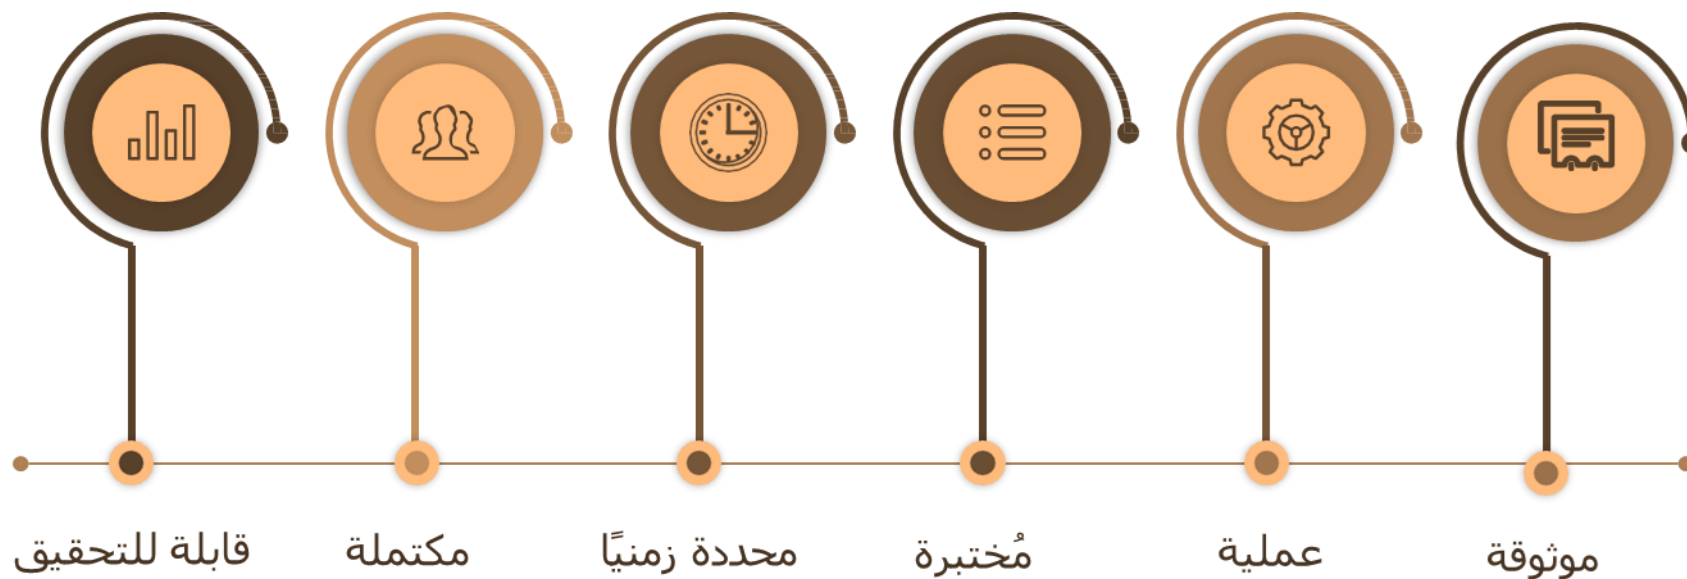 موثوقة
عملية
مُختبرة
محددة زمنيًا
مكتملة
قابلة للتحقيق